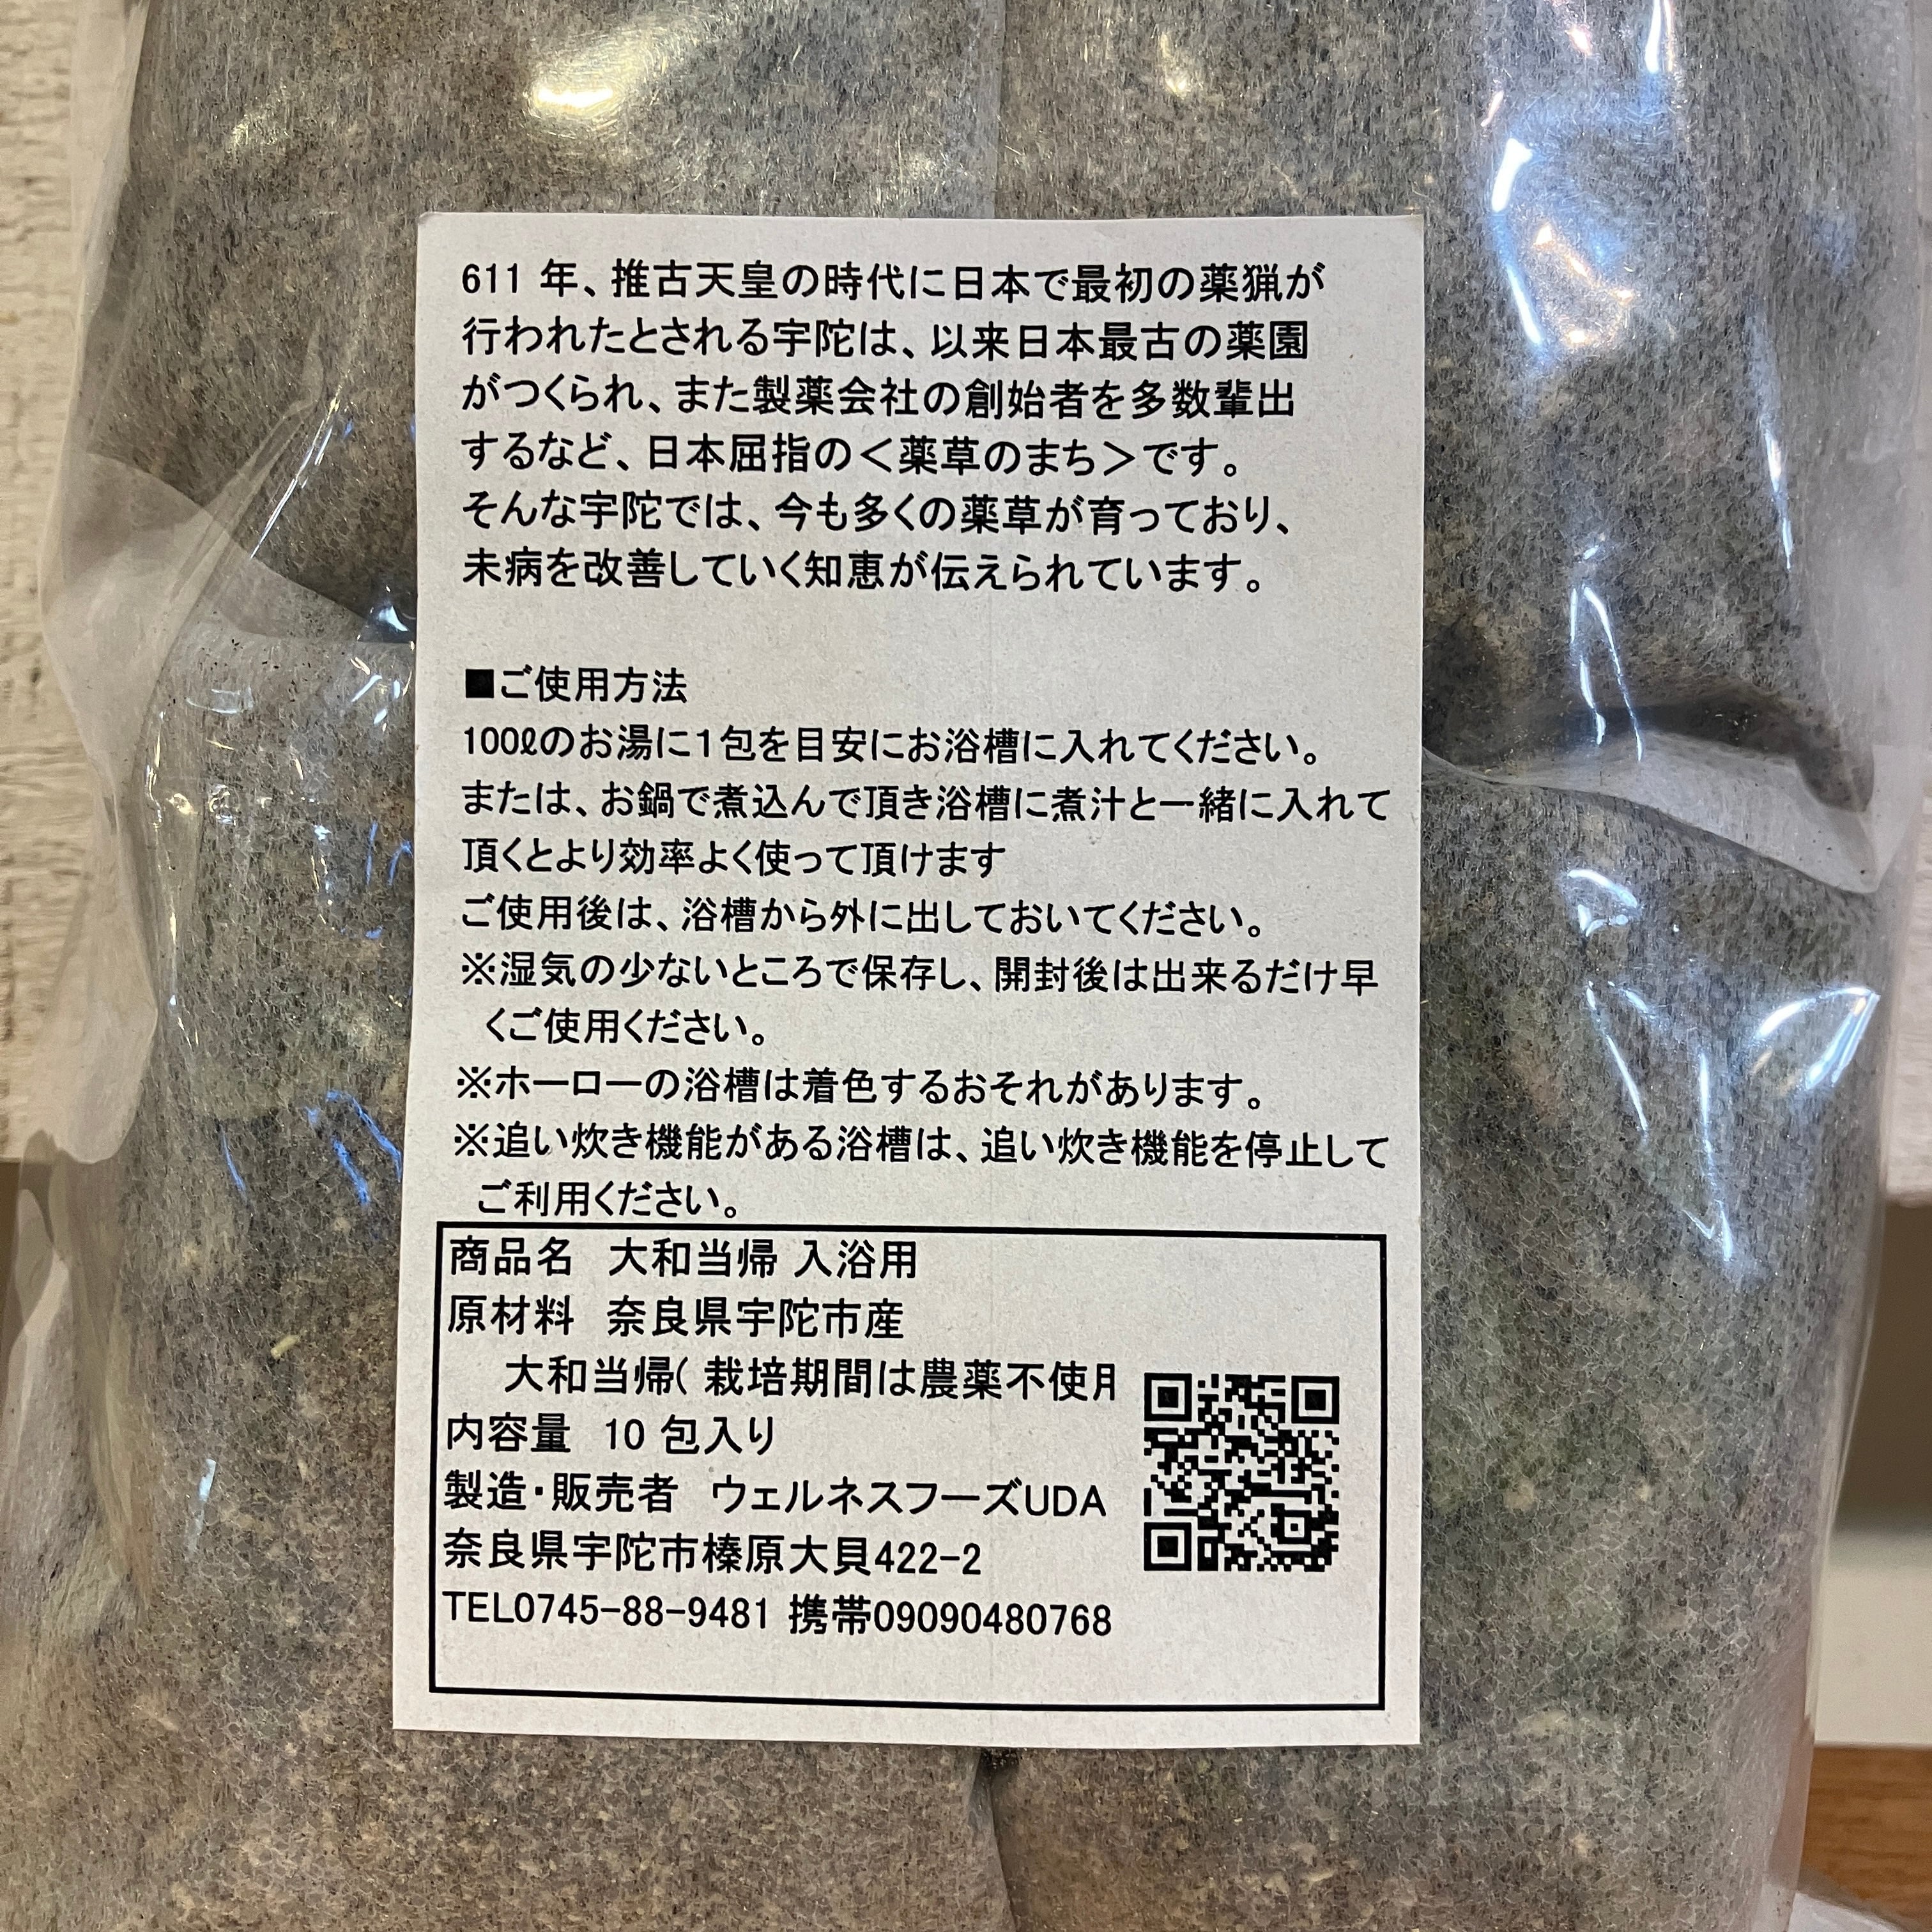 611 年、推古天皇の時代に日本で最初の薬猟が
行われたとされる宇陀は、以来日本最古の薬園
がつくられ、また製薬会社の創始者を多数輩出
するなど、日本屈指の＜薬草のまち＞です。
そんな宇陀では、今も多くの薬草が育っており、
未病を改善していく知恵が伝えられています。
■ご使用方法
100ℓのお湯に1包を目安にお浴槽に入れてください。
または、お鍋で煮込んで頂き浴槽に煮汁と一緒に入れて
頂くとより効率よく使って頂けます
ご使用後は、浴槽から外に出しておいてください。
※湿気の少ないところで保存し、開封後は出来るだけ早
くご使用ください。
※ホーローの浴槽は着色するおそれがあります。
※追い炊き機能がある浴槽は、追い炊き機能を停止して
ご利用ください。
商品名　大和当帰 入浴用
原材料　奈良県宇陀市産
大和当帰( 栽培期間は農薬不使用
内容量　10 包入り
製造・販売者　ウェルネスフーズUDA
奈良県宇陀市榛原大貝422-2
TEL0745-88-9481 携帯09090480768